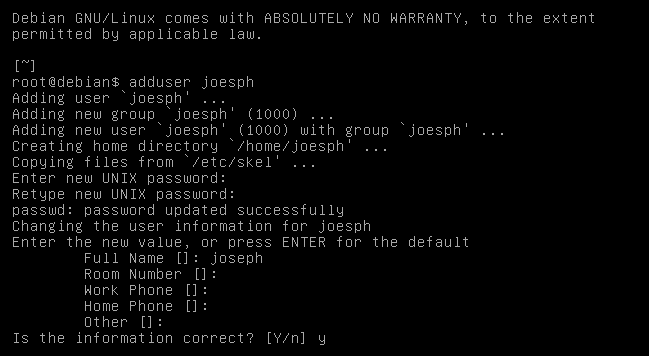 Debian GNU/Linux comes with ABSOLUTELY NO WARRANTY, to the extent
permitted by applicable law.
[~]
root@debian$ adduser joesph
Adding user `joesph' ...
Adding new group `joesph' (1000) ...
Adding new user `joesph' (1000) with group `joesph' ...
Creating home directory `/home/joesph' ...
Copying files from `/etc/skel' ...
Enter new UNIX password:
Retype new UNIX password:
passwd: password updated successfully
Changing the user information for joesph
Enter the new value, or press ENTER for the default
Full Name []: joseph
Room Number []:
Work Phone []:
Home Phone []:
Other []:
Is the information correct? [Y/n] y